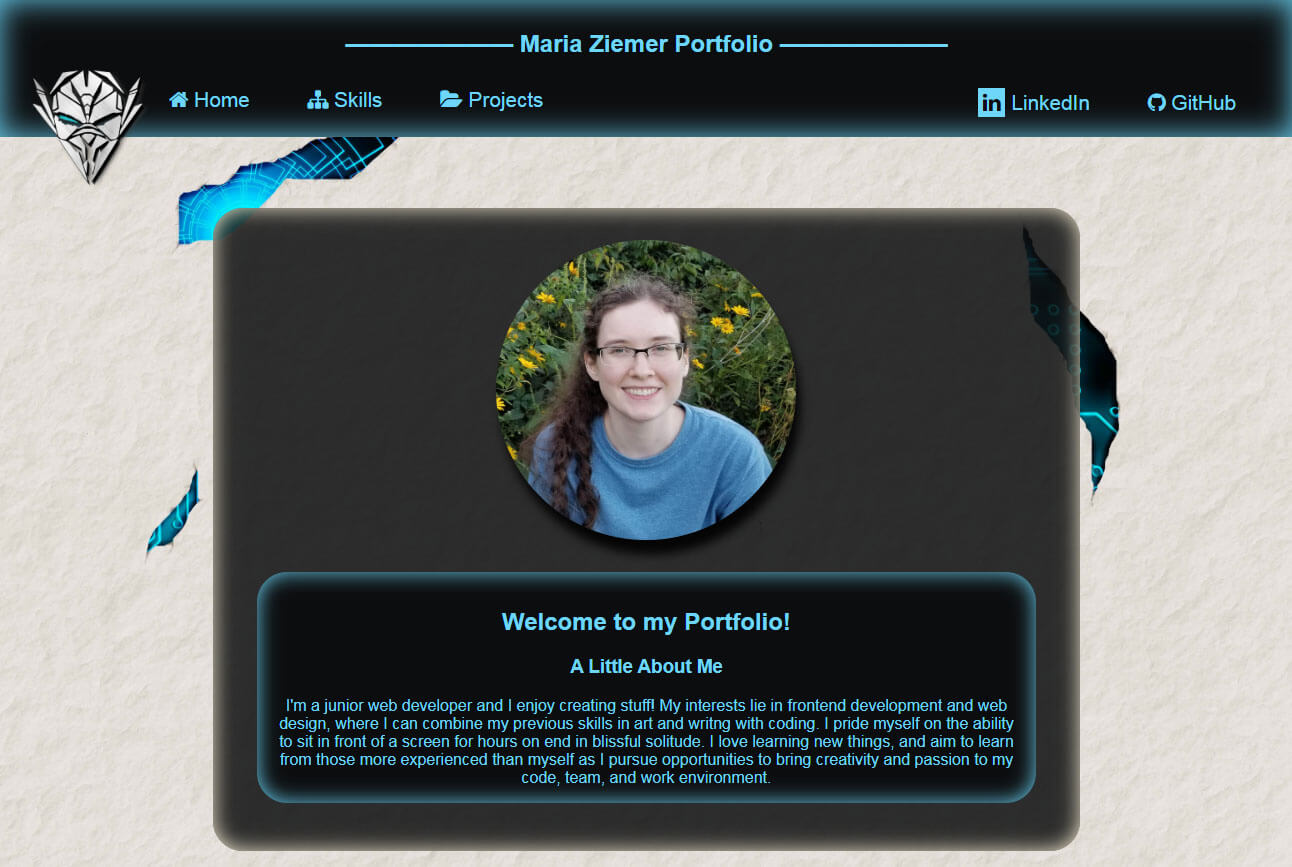 Maria Ziemer Portfolio
Home Skills Projects LinkedIn GitHub
Welcome to my Portfolio!
A Little About Me
I'm a junior web developer and I enjoy creating stuff! My interests lie in frontend development and web
design, where I can combine my previous skills in art and writng with coding. I pride myself on the ability
to sit in front of a screen for hours on end in blissful solitude. I love learning new things, and aim to learn
from those more experienced than myself as I pursue opportunities to bring creativity and passion to my
code, team, and work environment.